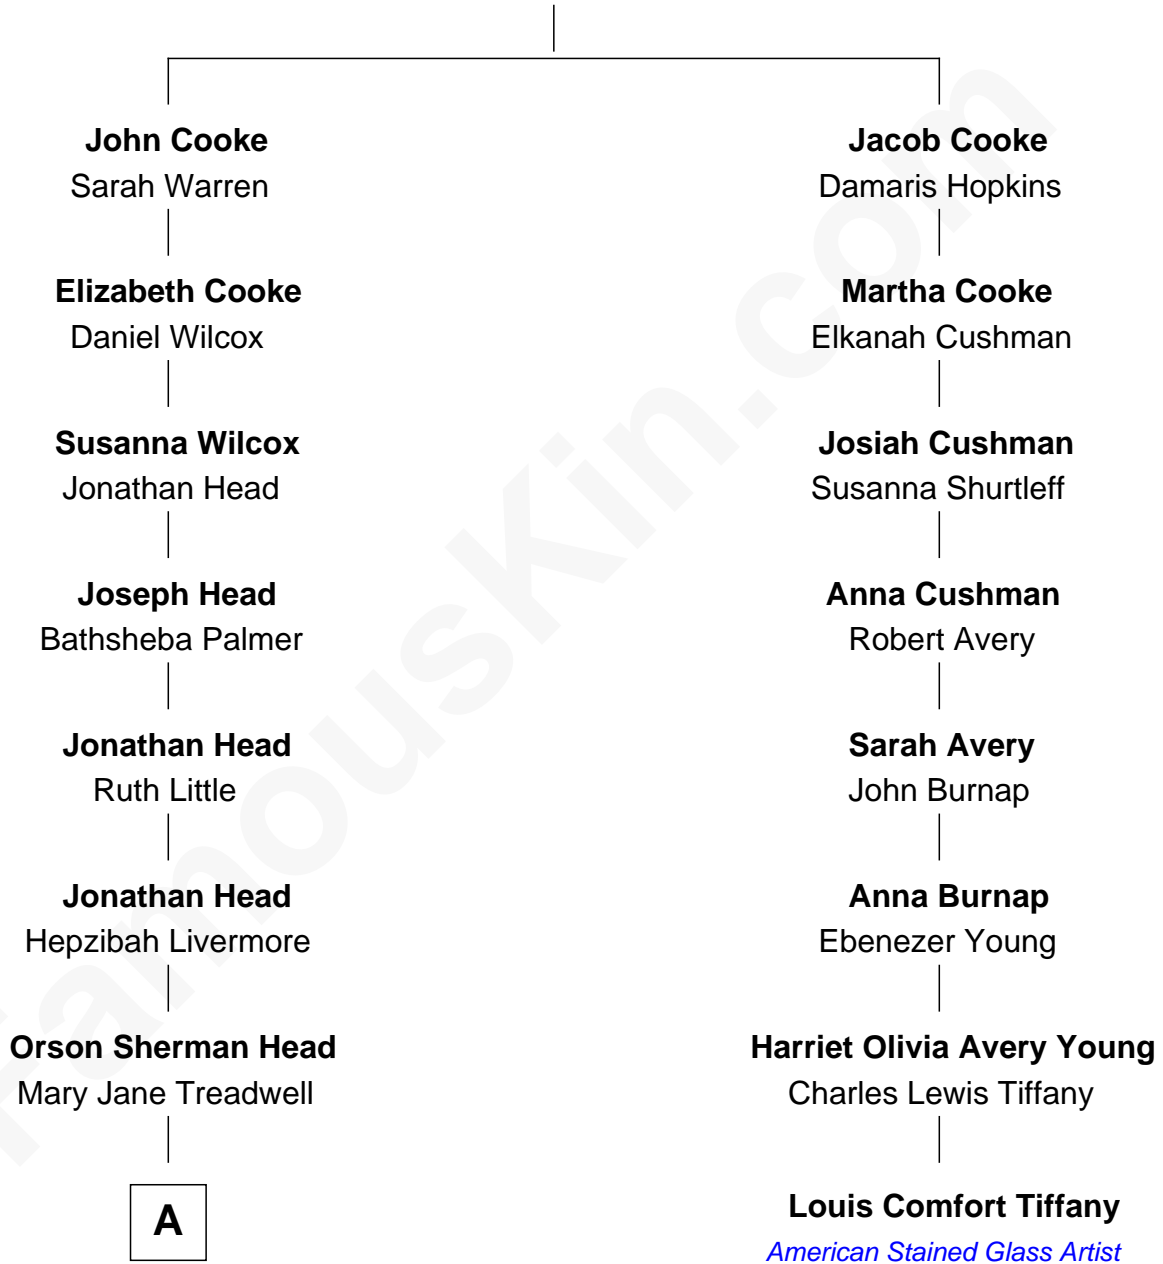 John Cooke
Sarah Warren
Elizabeth Cooke
Daniel Wilcox
Susanna Wilcox
Jonathan Head
Joseph Head
Bathsheba Palmer
Jonathan Head
Ruth Little
Jonathan Head
Hepzibah Livermore
Orson Sherman Head
Mary Jane Treadwell
A
Jacob Cooke
Damaris Hopkins
Martha Cooke
Elkanah Cushman
Josiah Cushman
Susanna Shurtleff
Anna Cushman
Robert Avery
Sarah Avery
John Burnap
Anna Burnap
Ebenezer Young
Harriet Olivia Avery Young
Charles Lewis Tiffany
Louis Comfort Tiffany
American Stained Glass Artist
FamousKin.com